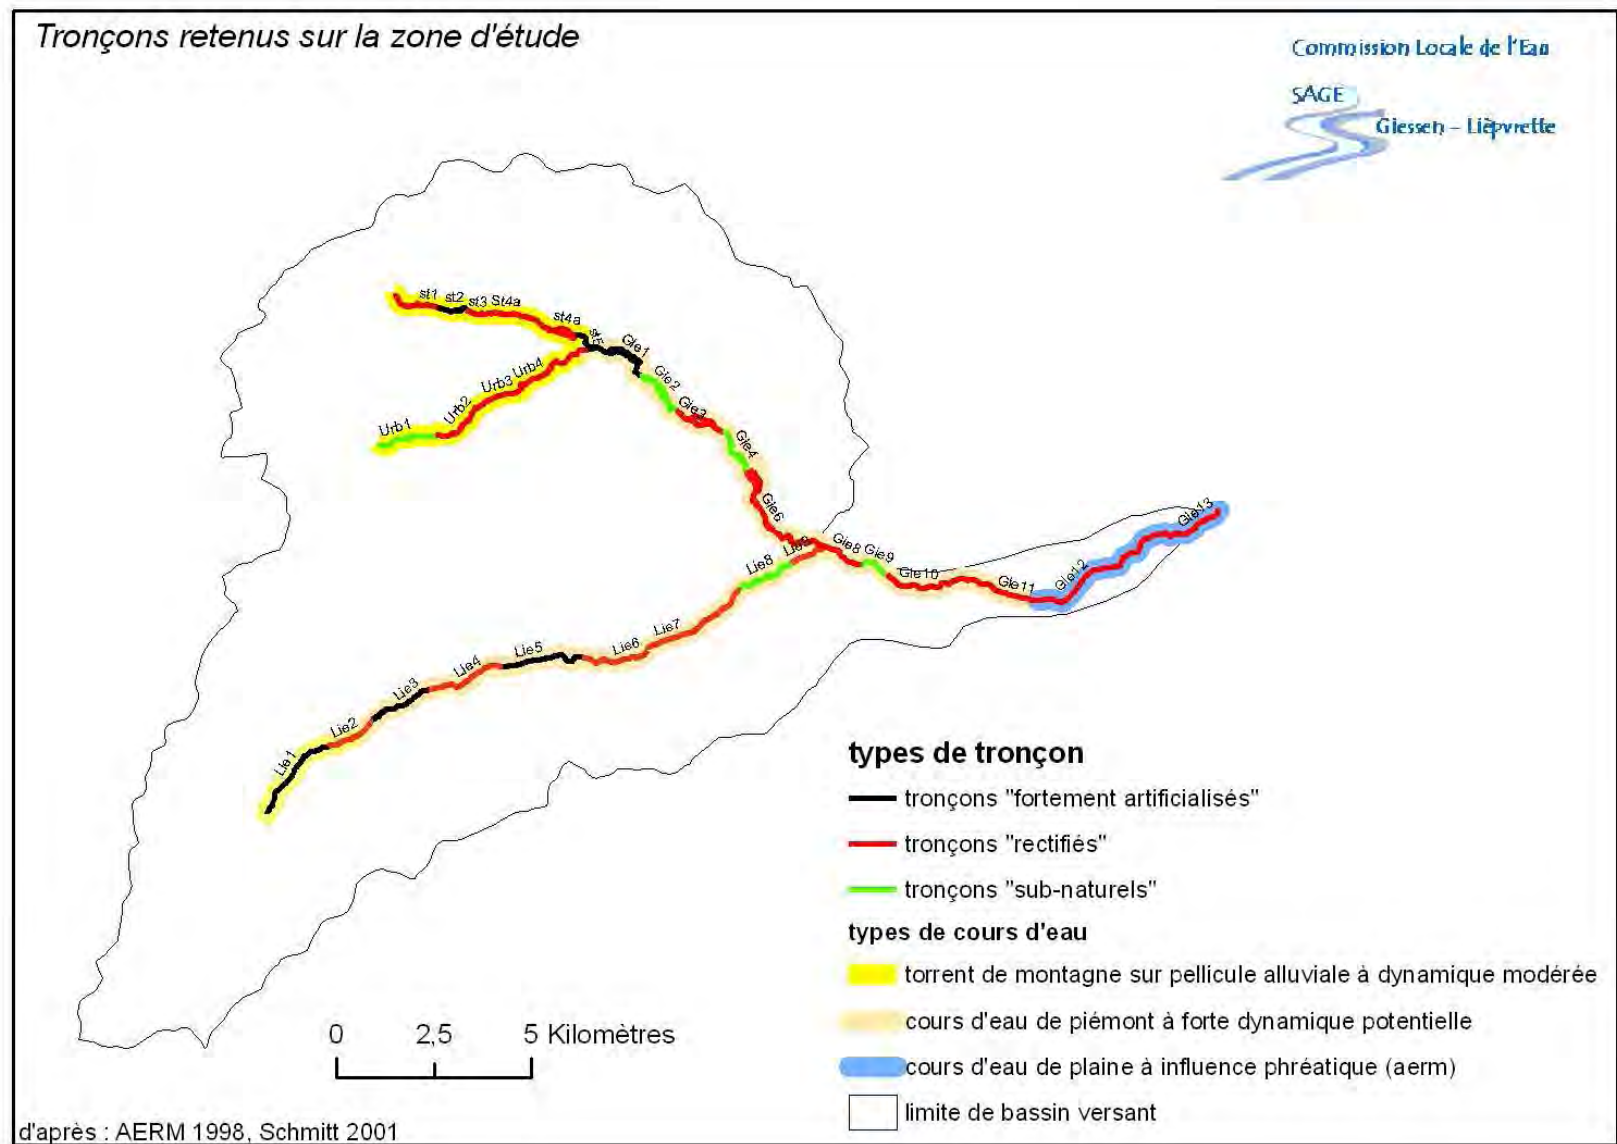 Tronçons retenus sur la zone d'étude
Commission Locale de l'Eau
SAGE
Giessen - Lièpvrette
st1
st2
st3
St4a
st4a
st5
Gie1
Gie2
Gie3
Gie4
Gie6
Urb1
Urb2
Urb3
Urb4
Gie8
Gie9
Gie10
Gie11
Gie12
Gie13
Lie9
Lie8
Lie7
Lie6
Lie5
Lie4
Lie3
Lie2
Lie1
types de tronçon
tronçons "fortement artificialisés"
tronçons "rectifiés"
tronçons "sub-naturels"
types de cours d'eau
torrent de montagne sur pellicule alluviale à dynamique modérée
cours d'eau de piémont à forte dynamique potentielle
cours d'eau de plaine à influence phréatique (aerm)
limite de bassin versant
0 2,5 5 Kilomètres
d'après : AERM 1998, Schmitt 2001